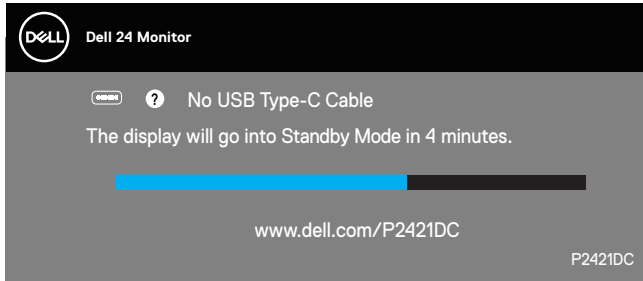 DELL
Dell 24 Monitor
? No USB Type-C Cable
The display will go into Standby Mode in 4 minutes.
www.dell.com/P2421DC
P2421DC